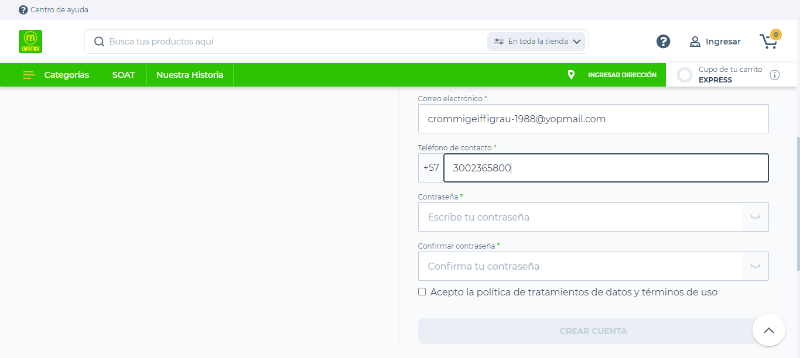 Centro de ayuda
Busca tus productos aquí
En toda la tienda
Ingresar
0
Categorías
SOAT
Nuestra Historia
INGRESAR DIRECCIÓN
Cupo de tu carrito
EXPRESS
Correo electrónico *
crommigeiffigrau-1988@yopmail.com
Teléfono de contacto *
+57
3002365800
Contraseña *
Escribe tu contraseña
Confirmar contraseña *
Confirma tu contraseña
Acepto la política de tratamientos de datos y términos de uso
CREAR CUENTA